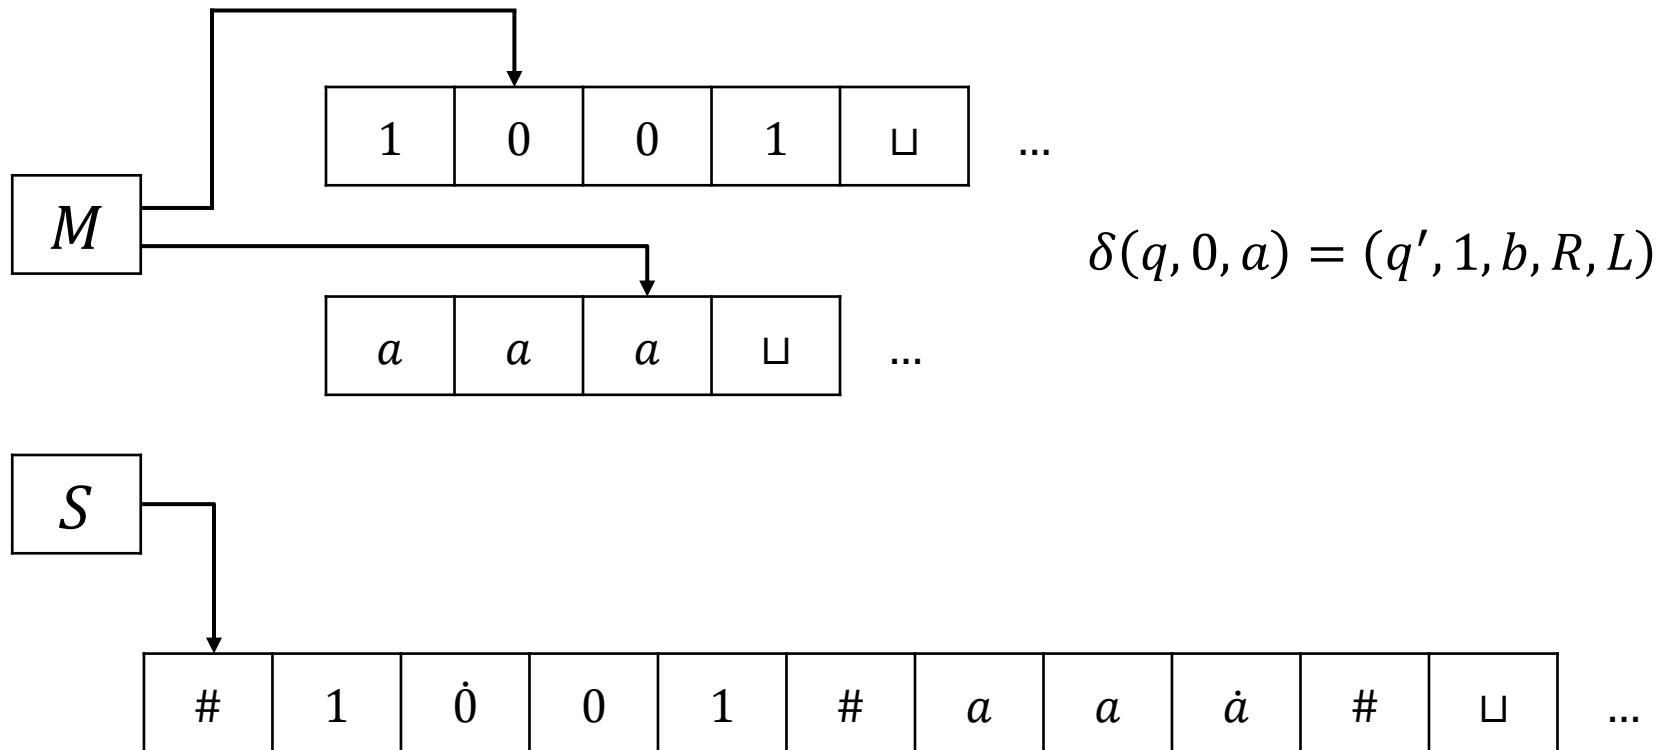 1 0 0 1 ⊔ ...
M
δ(q, 0, a) = (q′, 1, b, R, L)
a a a ⊔ ...
S
# 1 0̇ 0 1 # a a ȧ # ⊔ ...